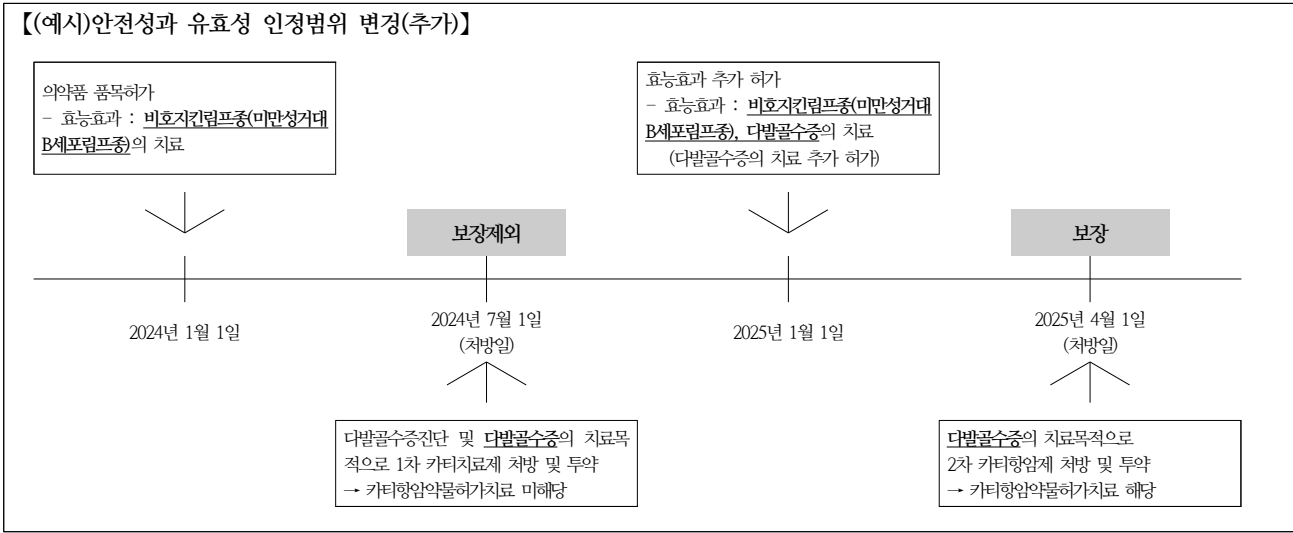 【(예시)안전성과 유효성 인정범위 변경(추가)】
의약품 품목허가
- 효능효과 : 비호지킨림프종(미만성거대
B세포림프종)의 치료
효능효과 추가 허가
- 효능효과 : 비호지킨림프종(미만성거대
B세포림프종), 다발골수증의 치료
(다발골수증의 치료 추가 허가)
보장제외
보장
2024년 1월 1일
2024년 7월 1일
(처방일)
2025년 1월 1일
2025년 4월 1일
(처방일)
다발골수증진단 및 다발골수증의 치료목
적으로 1차 카티치료제 처방 및 투약
→ 카티항암약물허가치료 미해당
다발골수증의 치료목적으로
2차 카티항암제 처방 및 투약
→ 카티항암약물허가치료 해당